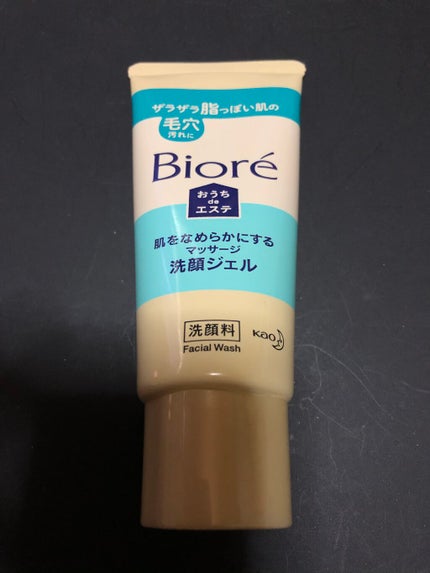 ザラザラ脂っぽい肌の
毛穴
汚れに
Bioré
おうち
de
エステ
肌をなめらかにする
マッサージ
洗顔ジェル
洗顔料
Facial Wash
Kao